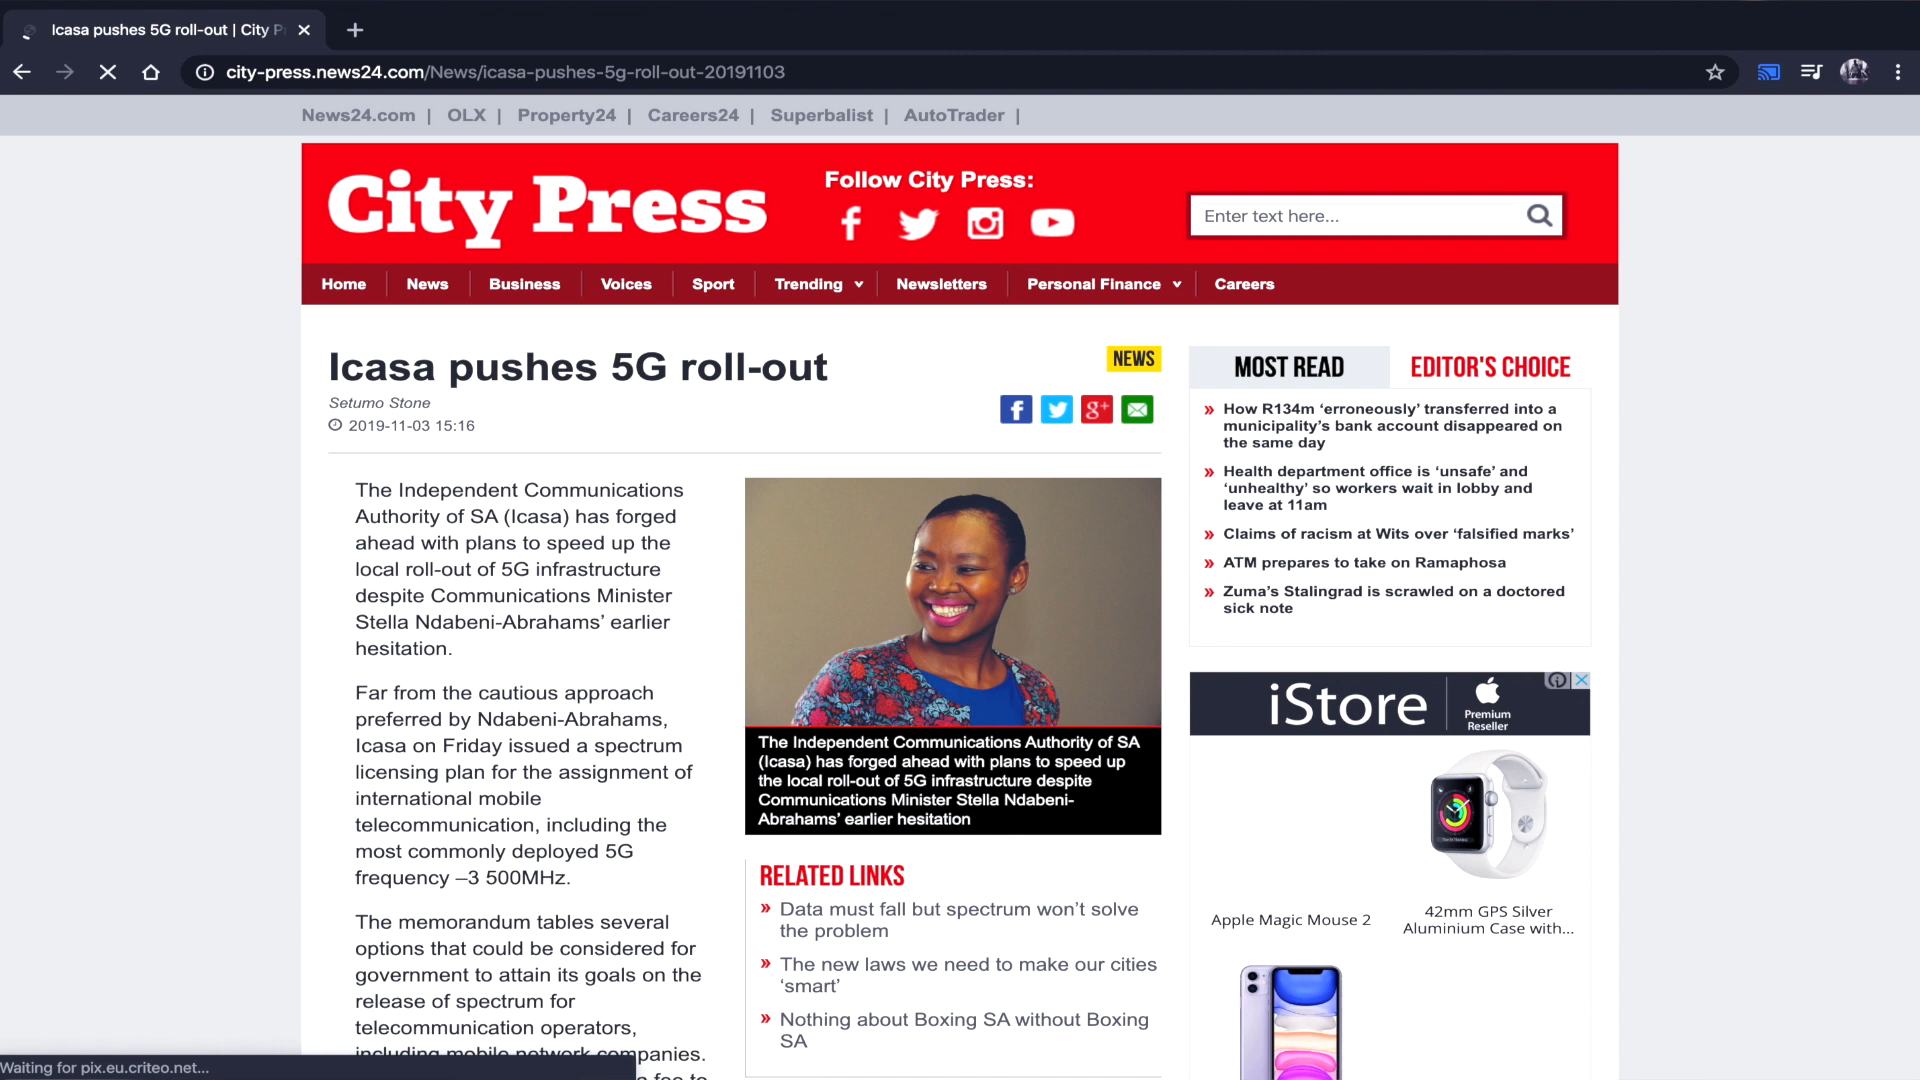 Icasa pushes 5G roll-out | City P
city-press.news24.com/News/icasa-pushes-5g-roll-out-20191103
News24.com | OLX | Property24 | Careers24 | Superbalist | AutoTrader |
City Press
Follow City Press:
Enter text here...
Home News Business Voices Sport Trending Newsletters Personal Finance Careers
Icasa pushes 5G roll-out
NEWS
Setumo Stone
2019-11-03 15:16
The Independent Communications
Authority of SA (Icasa) has forged
ahead with plans to speed up the
local roll-out of 5G infrastructure
despite Communications Minister
Stella Ndabeni-Abrahams’ earlier
hesitation.
Far from the cautious approach
preferred by Ndabeni-Abrahams,
Icasa on Friday issued a spectrum
licensing plan for the assignment of
international mobile
telecommunication, including the
most commonly deployed 5G
frequency –3 500MHz.
The memorandum tables several
options that could be considered for
government to attain its goals on the
release of spectrum for
telecommunication operators,
including mobile network companies.
Waiting for pix.eu.criteo.net...
The Independent Communications Authority of SA
(Icasa) has forged ahead with plans to speed up
the local roll-out of 5G infrastructure despite
Communications Minister Stella Ndabeni-
Abrahams’ earlier hesitation
RELATED LINKS
» Data must fall but spectrum won’t solve
the problem
» The new laws we need to make our cities
‘smart’
» Nothing about Boxing SA without Boxing
SA
MOST READ EDITOR'S CHOICE
» How R134m ‘erroneously’ transferred into a
municipality’s bank account disappeared on
the same day
» Health department office is ‘unsafe’ and
‘unhealthy’ so workers wait in lobby and
leave at 11am
» Claims of racism at Wits over ‘falsified marks’
» ATM prepares to take on Ramaphosa
» Zuma’s Stalingrad is scrawled on a doctored
sick note
iStore
Premium
Reseller
Apple Magic Mouse 2
42mm GPS Silver
Aluminium Case with...